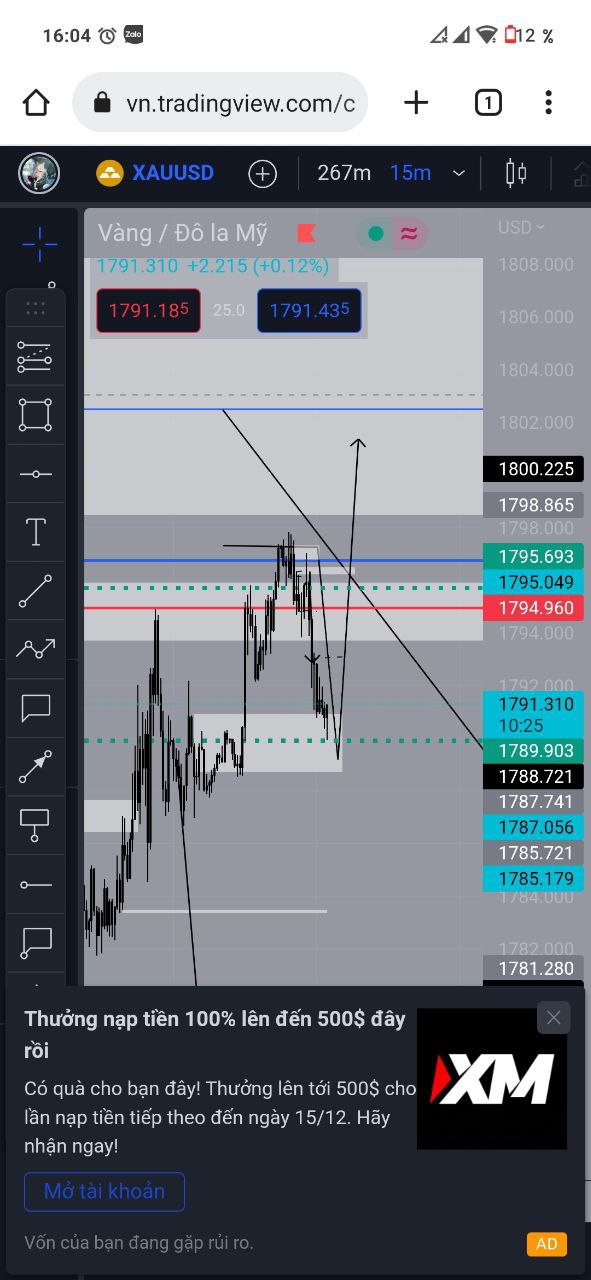 16:04 Zalo 12 %
vn.tradingview.com/c 1
XAUUSD 267m 15m
Vàng / Đô la Mỹ USD
1791.310 +2.215 (+0.12%)
1791.185 25.0 1791.435
1808.000
1806.000
1804.000
1802.000
1800.225
1798.865
1798.000
1795.693
1795.049
1794.960
1794.000
1792.000
1791.310
10:25
1789.903
1788.721
1787.741
1787.056
1785.721
1785.179
1784.000
1782.000
1781.280
Thưởng nạp tiền 100% lên đến 500$ đây
rồi
Có quà cho bạn đây! Thưởng lên tới 500$ cho
lần nạp tiền tiếp theo đến ngày 15/12. Hãy
nhận ngay!
XM
Mở tài khoản
Vốn của bạn đang gặp rủi ro.
AD